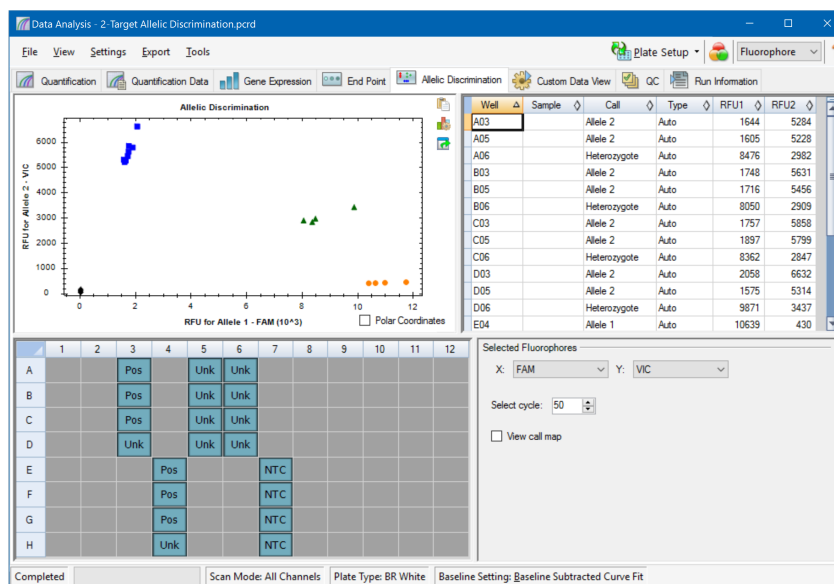 Data Analysis - 2-Target Allelic Discrimination.pcrd
File View Settings Export Tools Plate Setup Fluorophore
Quantification Quantification Data Gene Expression End Point Allelic Discrimination Custom Data View QC Run Information
Allelic Discrimination
RFU for Allele 2 - VIC
6000
5000
4000
3000
2000
1000
0
0 2 4 6 8 10 12
RFU for Allele 1 - FAM (10^3)
Polar Coordinates
Well Sample Call Type RFU1 RFU2
A03 Allele 2 Auto 1644 5284
A05 Allele 2 Auto 1605 5228
A06 Heterozygote Auto 8476 2982
B03 Allele 2 Auto 1748 5631
B05 Allele 2 Auto 1716 5456
B06 Heterozygote Auto 8050 2909
C03 Allele 2 Auto 1757 5858
C05 Allele 2 Auto 1897 5799
C06 Heterozygote Auto 8362 2847
D03 Allele 2 Auto 2058 6632
D05 Allele 2 Auto 1575 5314
D06 Heterozygote Auto 9871 3437
E04 Allele 1 Auto 10639 430
1 2 3 4 5 6 7 8 9 10 11 12
A Pos Unk Unk
B Pos Unk Unk
C Pos Unk Unk
D Unk Unk Unk
E Pos NTC
F Pos NTC
G Pos NTC
H Unk NTC
Selected Fluorophores
X: FAM Y: VIC
Select cycle: 50
View call map
Completed Scan Mode: All Channels Plate Type: BR White Baseline Setting: Baseline Subtracted Curve Fit